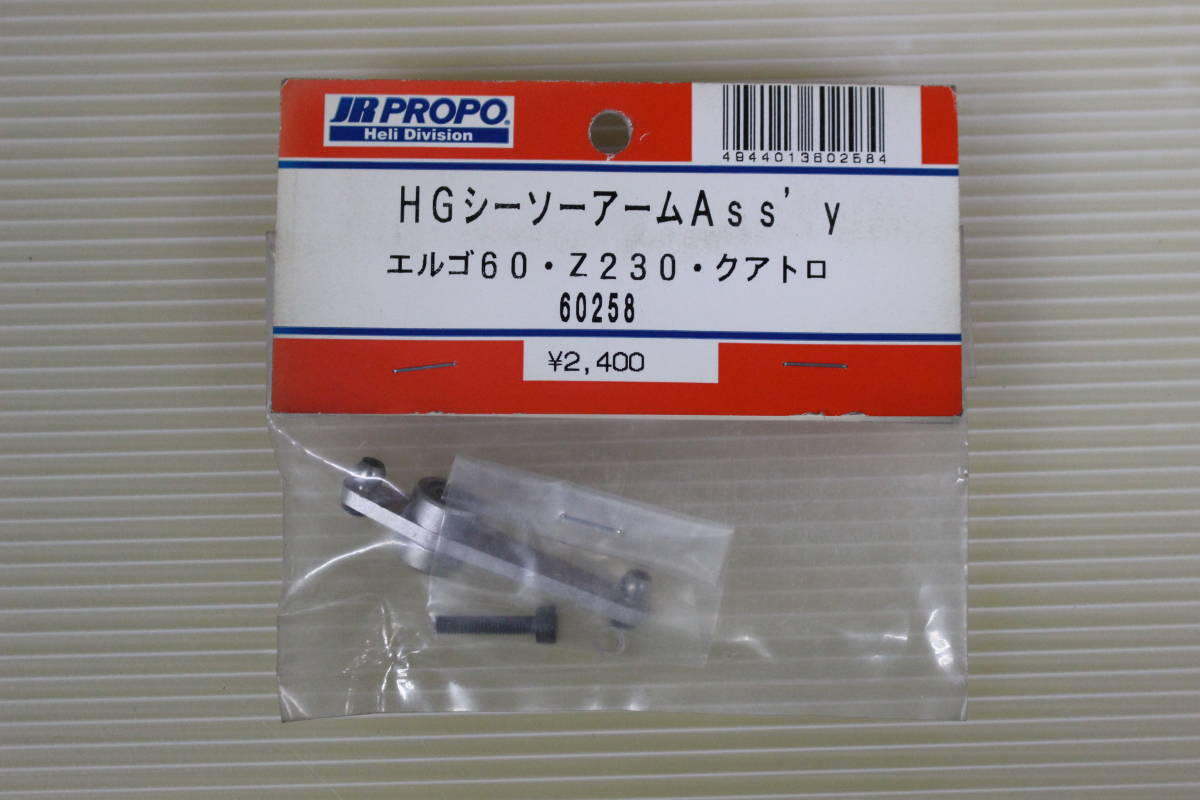 JR PROPO®
Heli Division
4944013602584
HGシーソーアームAss'y
エルゴ60・Z230・クアトロ
60258
¥2,400